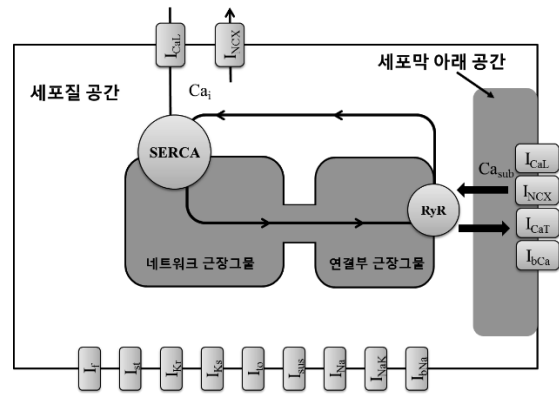 I_CaL
I_NCX
세포막 아래 공간
세포질 공간
Ca_i
SERCA
Ca_sub
I_CaL
I_NCX
RyR
I_CaT
I_bCa
네트워크 근장그물
연결부 근장그물
I_f
I_st
I_Kr
I_Ks
I_to
I_sus
I_Na
I_NaK
I_bNa